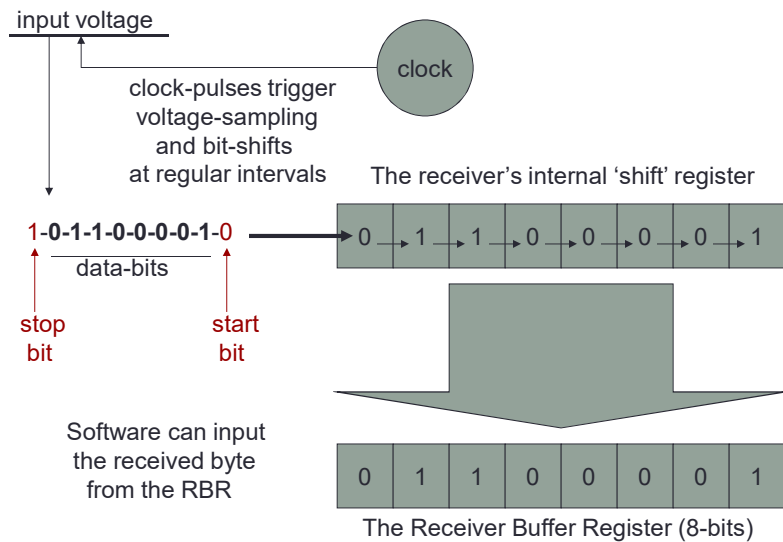 input voltage
clock
clock-pulses trigger
voltage-sampling
and bit-shifts
at regular intervals
The receiver’s internal ‘shift’ register
1-0-1-1-0-0-0-0-1-0
0 1 1 0 0 0 0 1
data-bits
stop
bit
start
bit
Software can input
the received byte
from the RBR
0 1 1 0 0 0 0 1
The Receiver Buffer Register (8-bits)